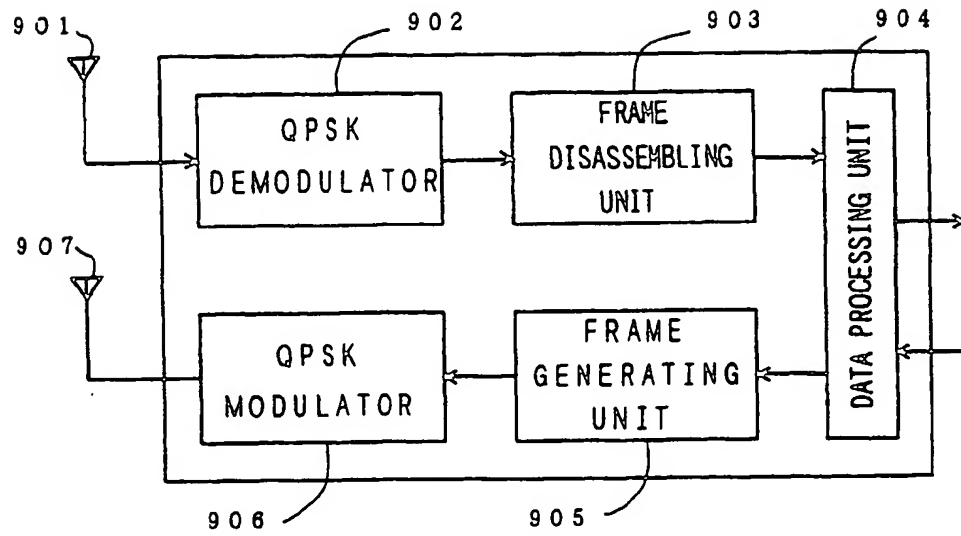 901
902
903
904
QPSK
DEMODULATOR
FRAME
DISASSEMBLING
UNIT
DATA PROCESSING UNIT
907
QPSK
MODULATOR
FRAME
GENERATING
UNIT
906
905